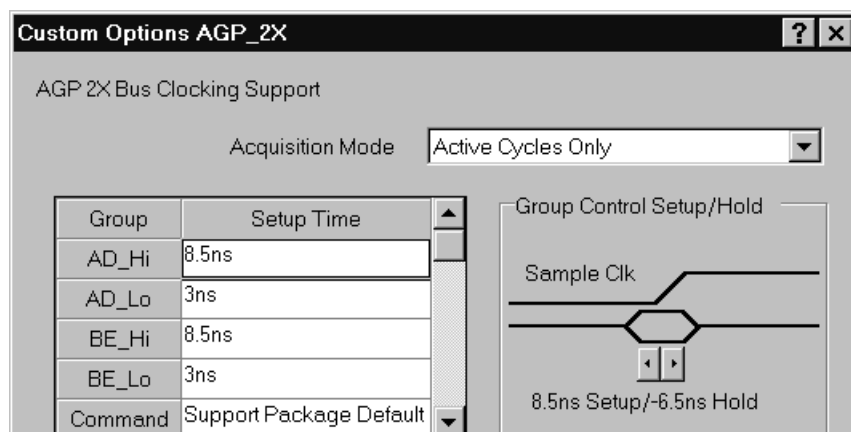 Custom Options AGP_2X
AGP 2X Bus Clocking Support
Acquisition Mode Active Cycles Only
Group Setup Time
AD_Hi 8.5ns
AD_Lo 3ns
BE_Hi 8.5ns
BE_Lo 3ns
Command Support Package Default
Group Control Setup/Hold
Sample Clk
8.5ns Setup/-6.5ns Hold